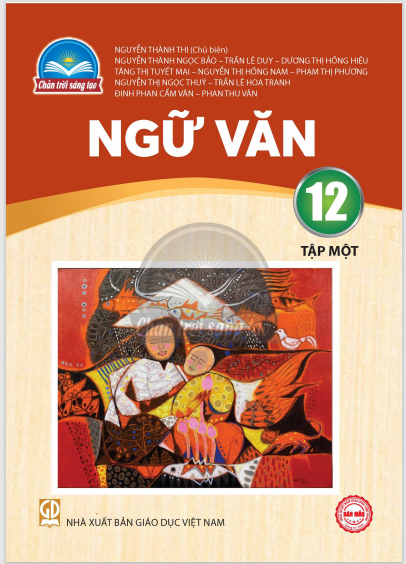 Chân trời sáng tạo
NGUYỄN THÀNH THI (Chủ biên)
NGUYỄN THÀNH NGỌC BẢO – TRẦN LÊ DUY – DƯƠNG THỊ HỒNG HIẾU
TĂNG THỊ TUYẾT MAI – NGUYỄN THỊ HỒNG NAM – PHẠM THỊ PHƯƠNG
NGUYỄN THỊ NGỌC THUÝ – TRẦN LÊ HOA TRANH
ĐINH PHAN CẨM VÂN – PHAN THU VÂN
NGỮ VĂN
12
TẬP MỘT
NHÀ XUẤT BẢN GIÁO DỤC VIỆT NAM
BẢN MẪU